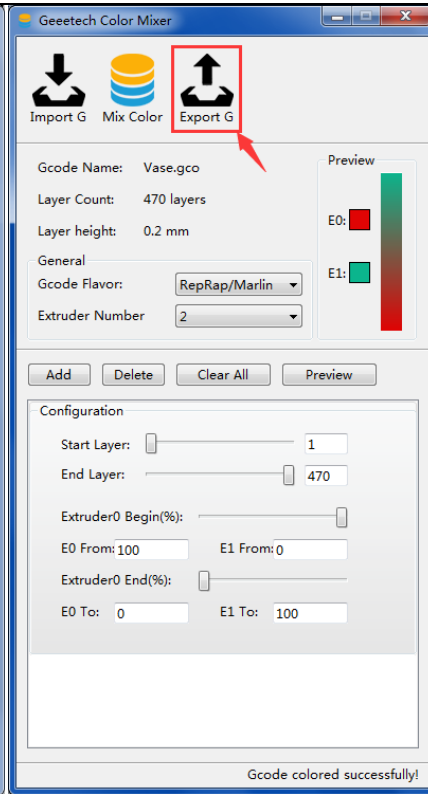 Geeetech Color Mixer
Import G Mix Color Export G
Gcode Name: Vase.gco
Layer Count: 470 layers
Layer height: 0.2 mm
Preview
E0:
E1:
General
Gcode Flavor: RepRap/Marlin
Extruder Number 2
Add Delete Clear All Preview
Configuration
Start Layer: 1
End Layer: 470
Extruder0 Begin(%):
E0 From: 100 E1 From: 0
Extruder0 End(%):
E0 To: 0 E1 To: 100
Gcode colored successfully!